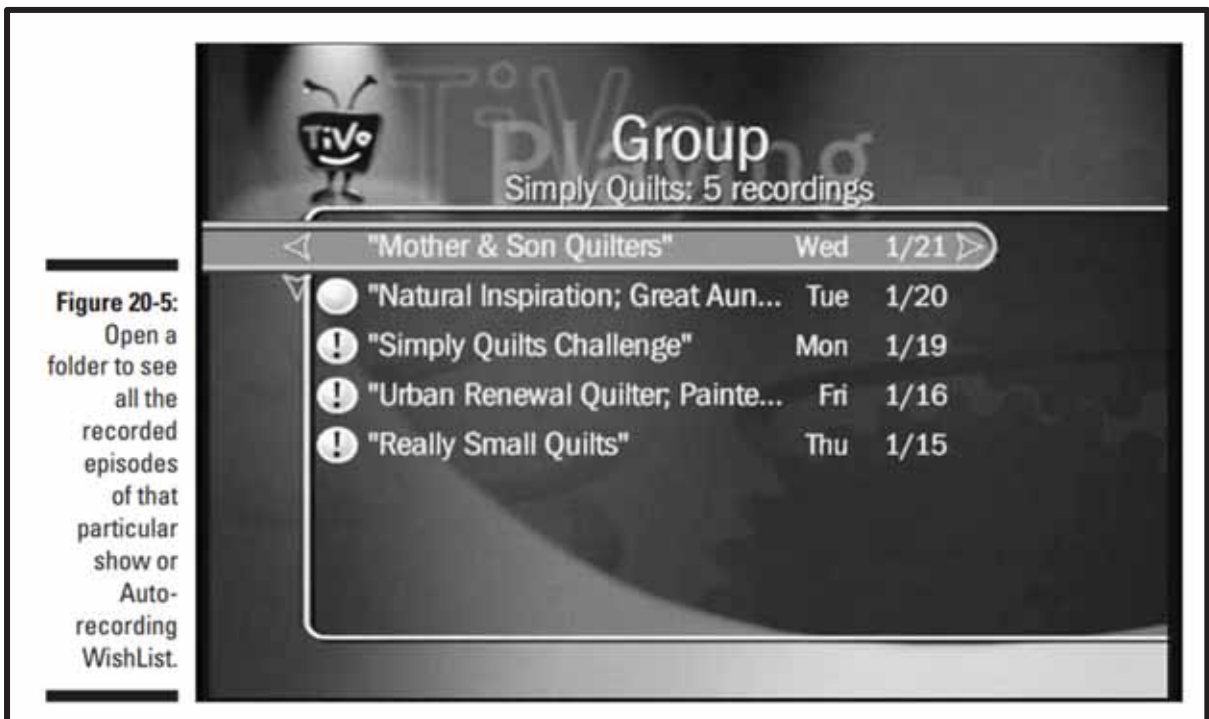 TiVo
TiVo
Playing
Group
Simply Quilts: 5 recordings
"Mother & Son Quilters" Wed 1/21
"Natural Inspiration; Great Aun... Tue 1/20
! "Simply Quilts Challenge" Mon 1/19
! "Urban Renewal Quilter; Painte... Fri 1/16
! "Really Small Quilts" Thu 1/15
Figure 20-5:
Open a
folder to see
all the
recorded
episodes
of that
particular
show or
Auto-
recording
WishList.